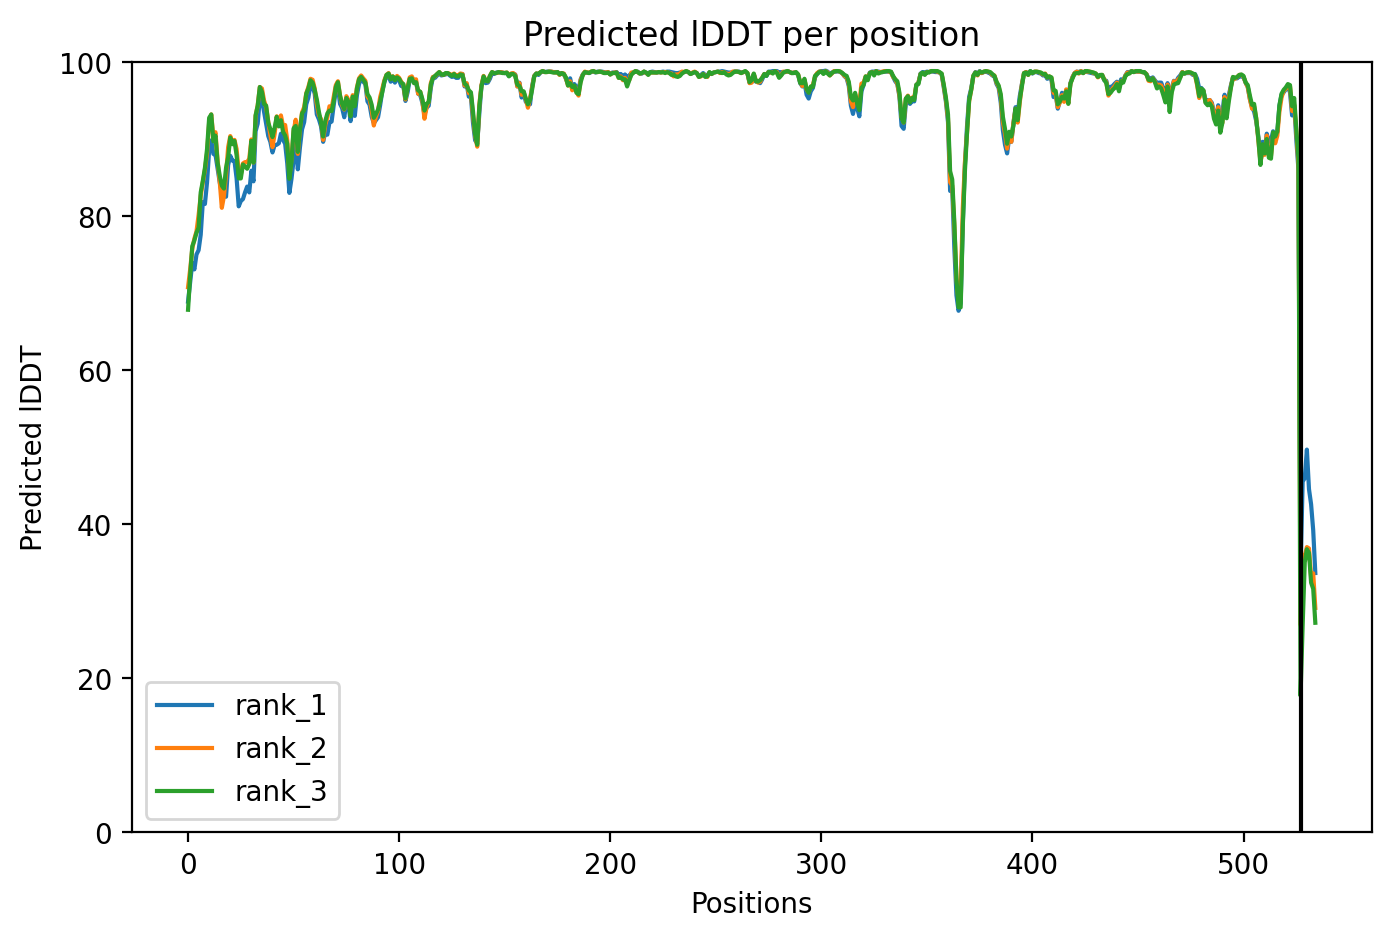 Predicted lDDT per position
Predicted lDDT
100
80
60
40
20
0
rank_1
rank_2
rank_3
0 100 200 300 400 500
Positions